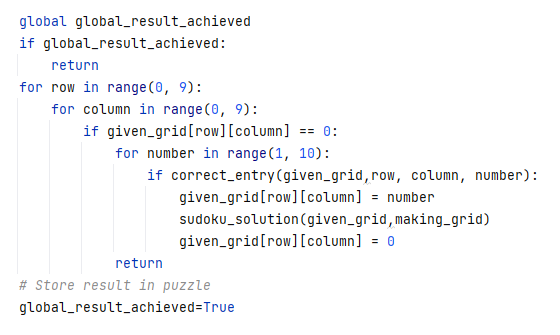 global global_result_achieved
if global_result_achieved:
    return
for row in range(0, 9):
    for column in range(0, 9):
        if given_grid[row][column] == 0:
            for number in range(1, 10):
                if correct_entry(given_grid,row, column, number):
                    given_grid[row][column] = number
                    sudoku_solution(given_grid,making_grid)
                    given_grid[row][column] = 0
            return
# Store result in puzzle
global_result_achieved=True